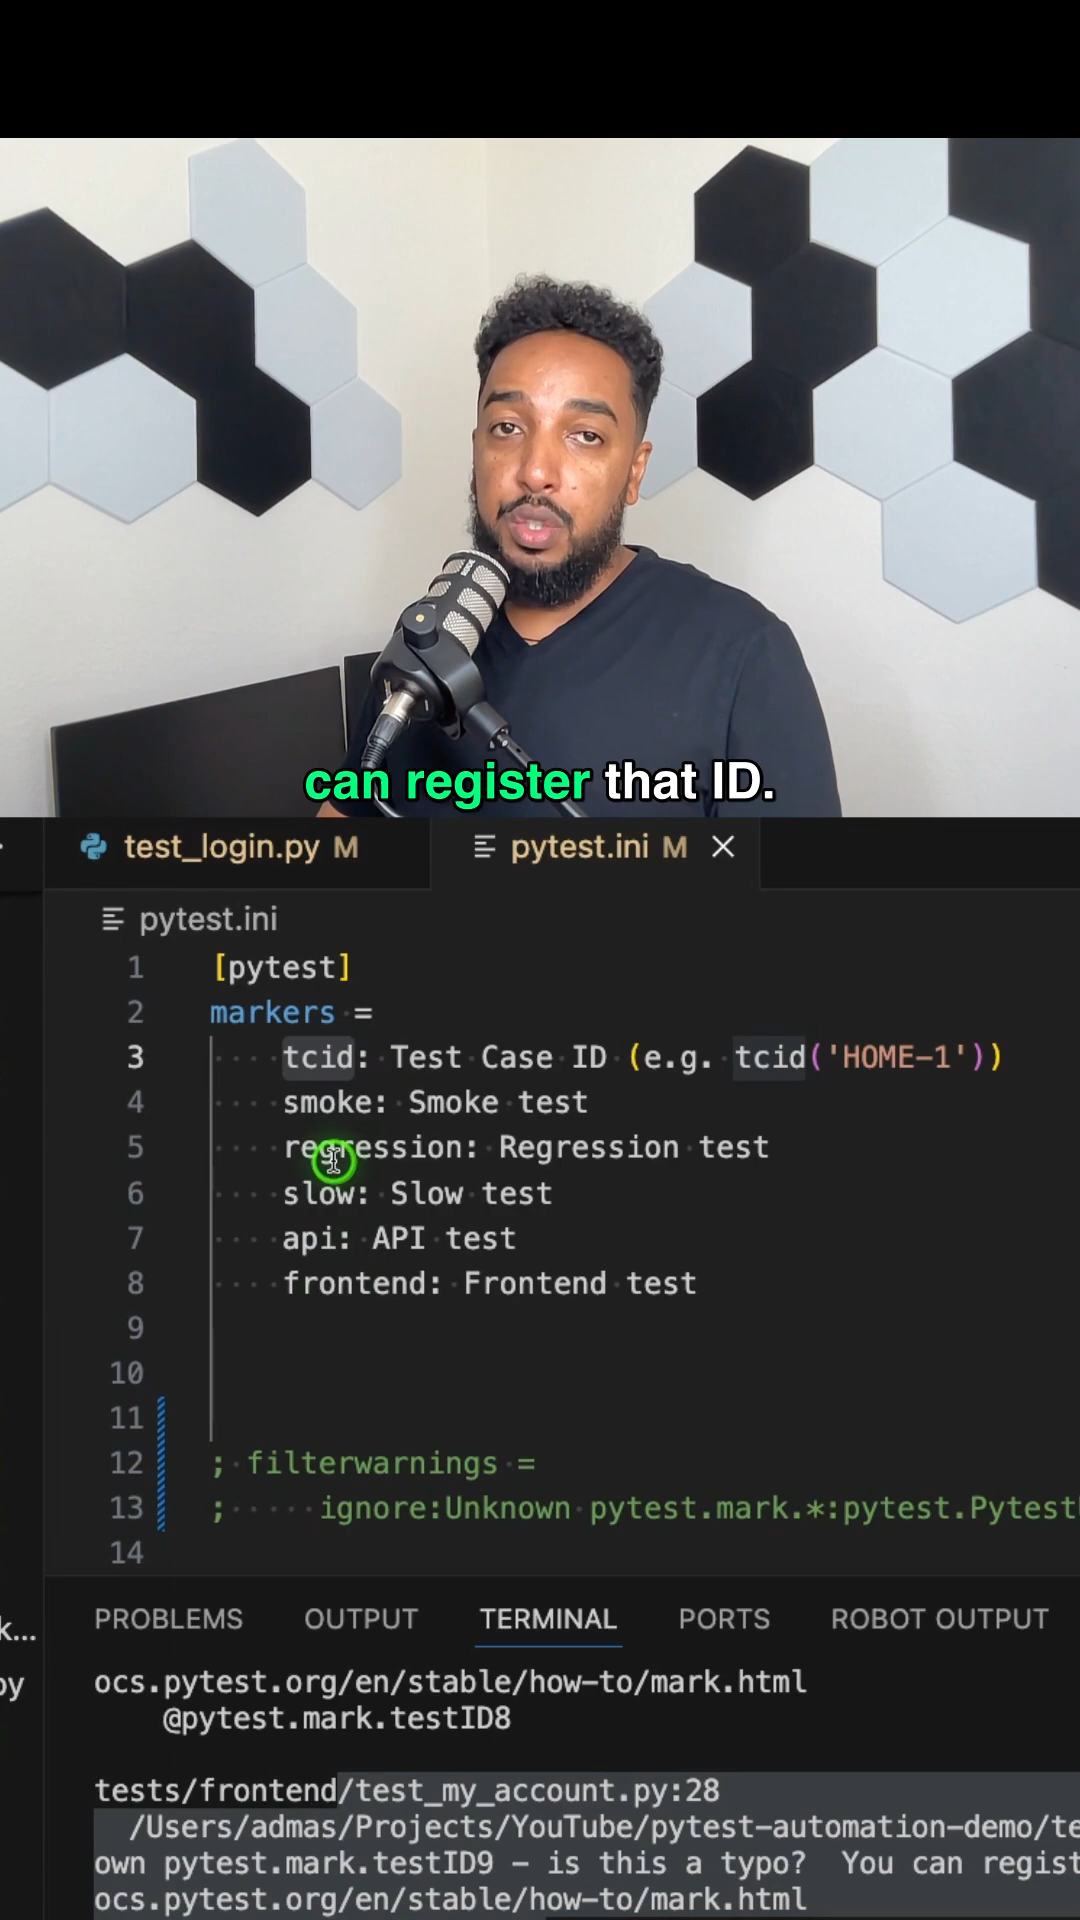 can register that ID.
test_login.py M
pytest.ini M
pytest.ini
1 [pytest]
2 markers =
3 tcid: Test Case ID (e.g. tcid('HOME-1'))
4 smoke: Smoke test
5 regression: Regression test
6 slow: Slow test
7 api: API test
8 frontend: Frontend test
9
10
11
12 ; filterwarnings =
13 ; ignore:Unknown pytest.mark.*:pytest.Pytest
14
k...
py
PROBLEMS OUTPUT TERMINAL PORTS ROBOT OUTPUT
ocs.pytest.org/en/stable/how-to/mark.html
@pytest.mark.testID8
tests/frontend/test_my_account.py:28
/Users/admas/Projects/YouTube/pytest-automation-demo/te
own pytest.mark.testID9 – is this a typo? You can regist
ocs.pytest.org/en/stable/how-to/mark.html